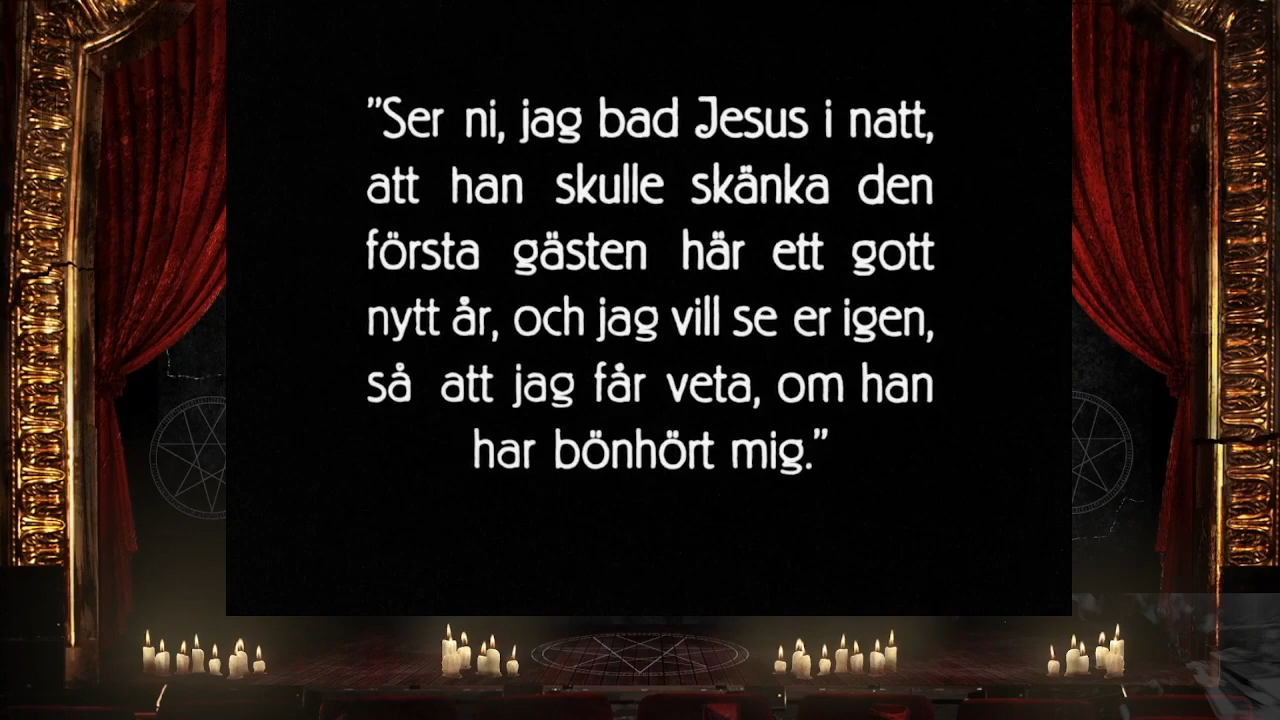 ”Ser ni, jag bad Jesus i natt,
att han skulle skänka den
första gästen här ett gott
nytt år, och jag vill se er igen,
så att jag får veta, om han
har bönhört mig.”